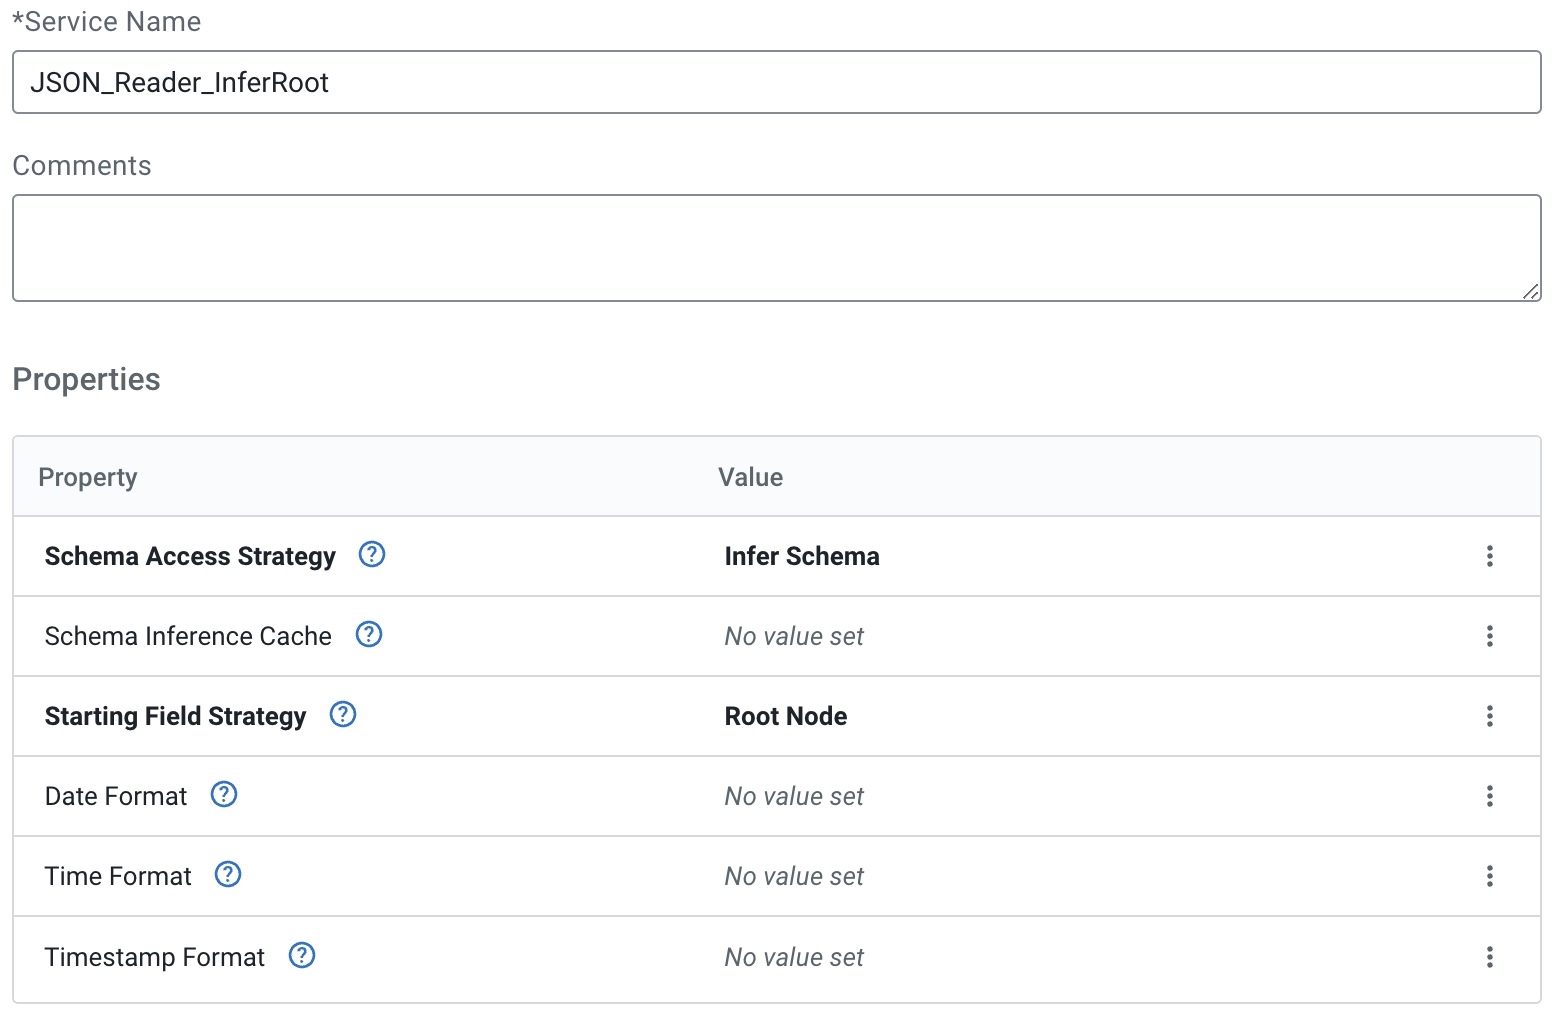 *Service Name
JSON_Reader_InferRoot
Comments
Properties
Property Value
Schema Access Strategy ? Infer Schema
Schema Inference Cache ? No value set
Starting Field Strategy ? Root Node
Date Format ? No value set
Time Format ? No value set
Timestamp Format ? No value set